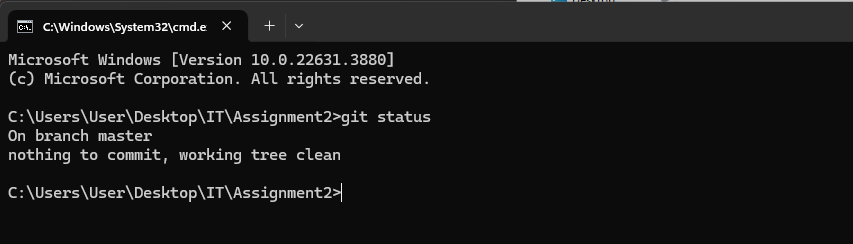 C:\Windows\System32\cmd.e
Microsoft Windows [Version 10.0.22631.3880]
(c) Microsoft Corporation. All rights reserved.
C:\Users\User\Desktop\IT\Assignment2>git status
On branch master
nothing to commit, working tree clean
C:\Users\User\Desktop\IT\Assignment2>